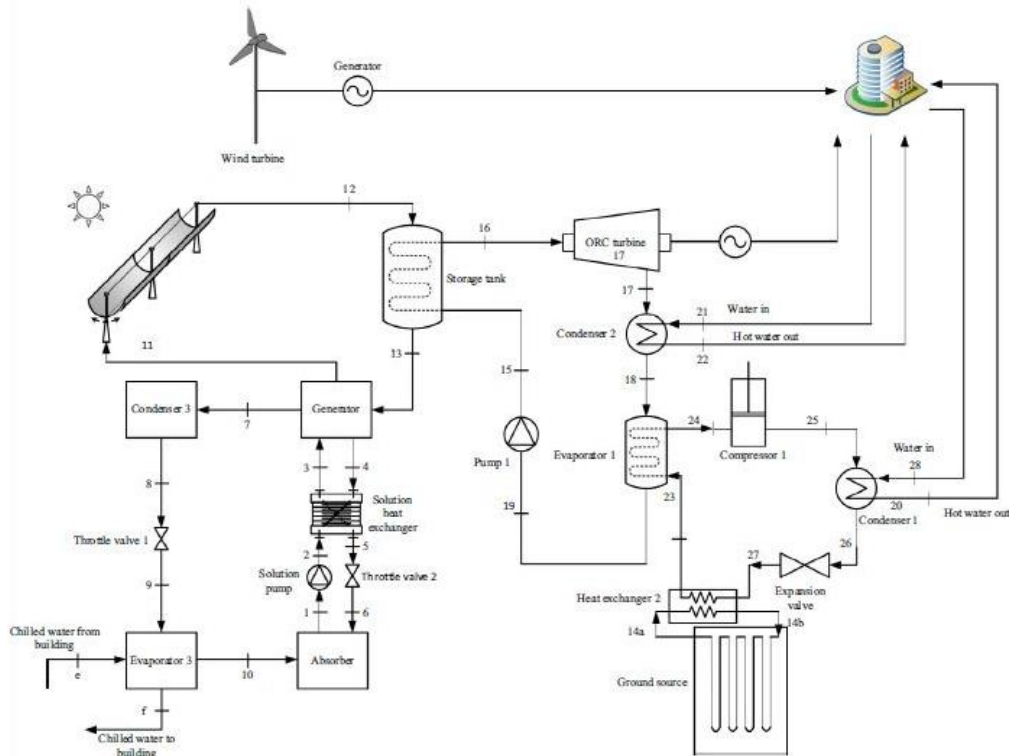 Generator
Wind turbine
12
16
ORC turbine
17
Storage tank
17
21
Water in
Condenser 2
Hot water out
22
11
13
15
18
Condenser 3
Generator
7
24
25
Evaporator 1
Compressor 1
Water in
28
Pump 1
3
4
23
20
Hot water out
Condenser 1
8
Solution
heat
exchanger
19
26
27
Throttle valve 1
2
5
Solution
pump
Throttle valve 2
Expansion
valve
9
Heat exchanger 2
1
6
14a
14b
Chilled water from
building
e
Evaporator 3
10
Absorber
Ground source
f
Chilled water to
building